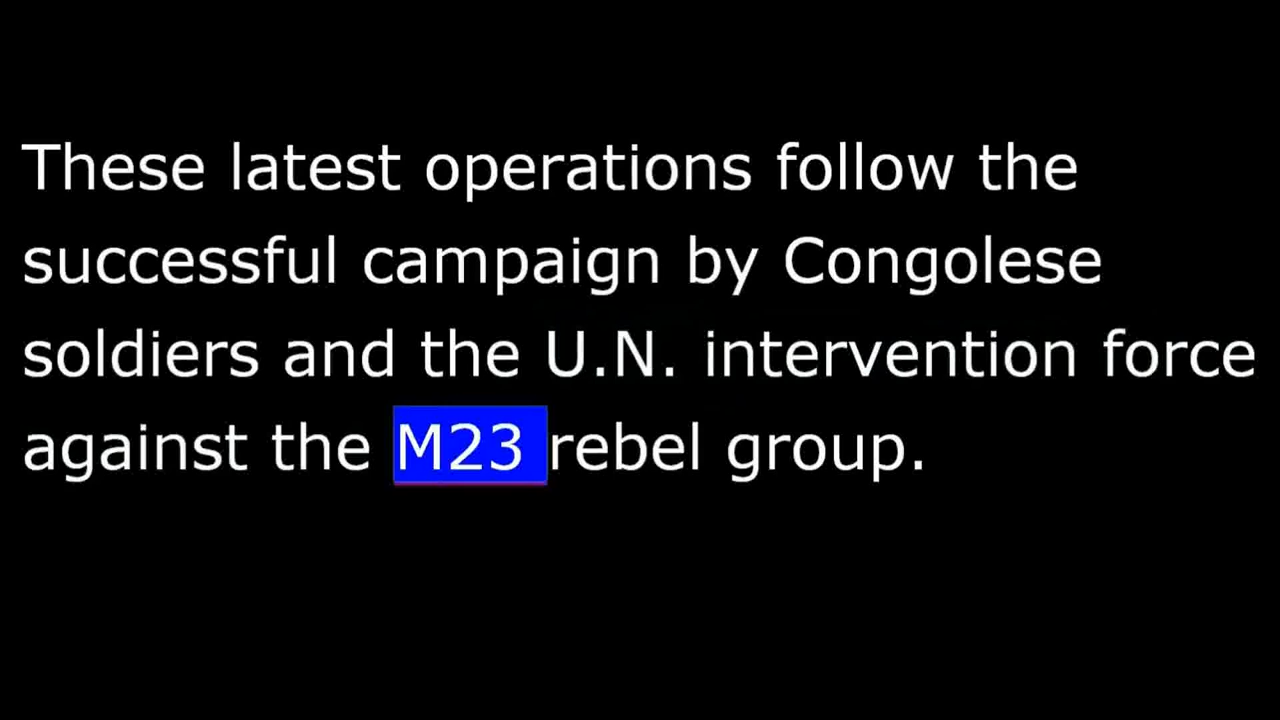 These latest operations follow the
successful campaign by Congolese
soldiers and the U.N. intervention force
against the M23 rebel group.